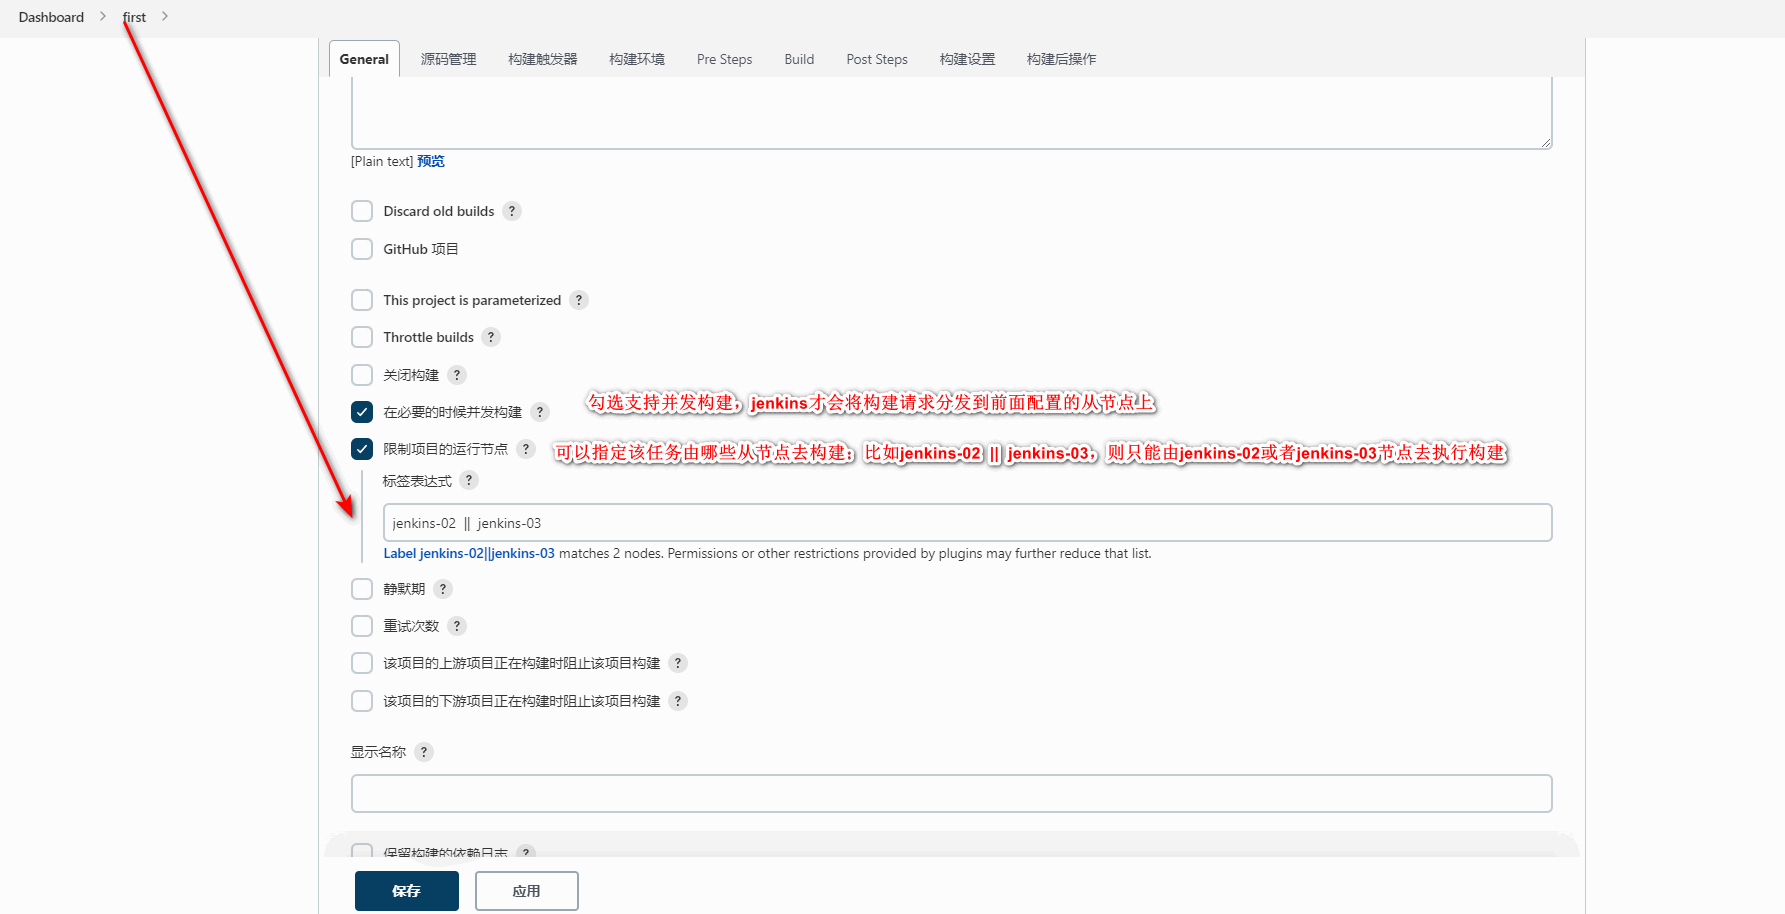 Dashboard > first >
General 源码管理 构建触发器 构建环境 Pre Steps Build Post Steps 构建设置 构建后操作
[Plain text] 预览
Discard old builds ?
GitHub 项目
This project is parameterized ?
Throttle builds ?
关闭构建 ?
在必要的时候并发构建 ?
勾选支持并发构建，jenkins才会将构建请求分发到前面配置的从节点上
限制项目的运行节点 ?
可以指定该任务由哪些从节点去构建：比如jenkins-02 || jenkins-03，则只能由jenkins-02或者jenkins-03节点去执行构建
标签表达式 ?
jenkins-02 || jenkins-03
Label jenkins-02||jenkins-03 matches 2 nodes. Permissions or other restrictions provided by plugins may further reduce that list.
静默期 ?
重试次数 ?
该项目的上游项目正在构建时阻止该项目构建 ?
该项目的下游项目正在构建时阻止该项目构建 ?
显示名称 ?
保留构建的依赖日志 ?
保存 应用